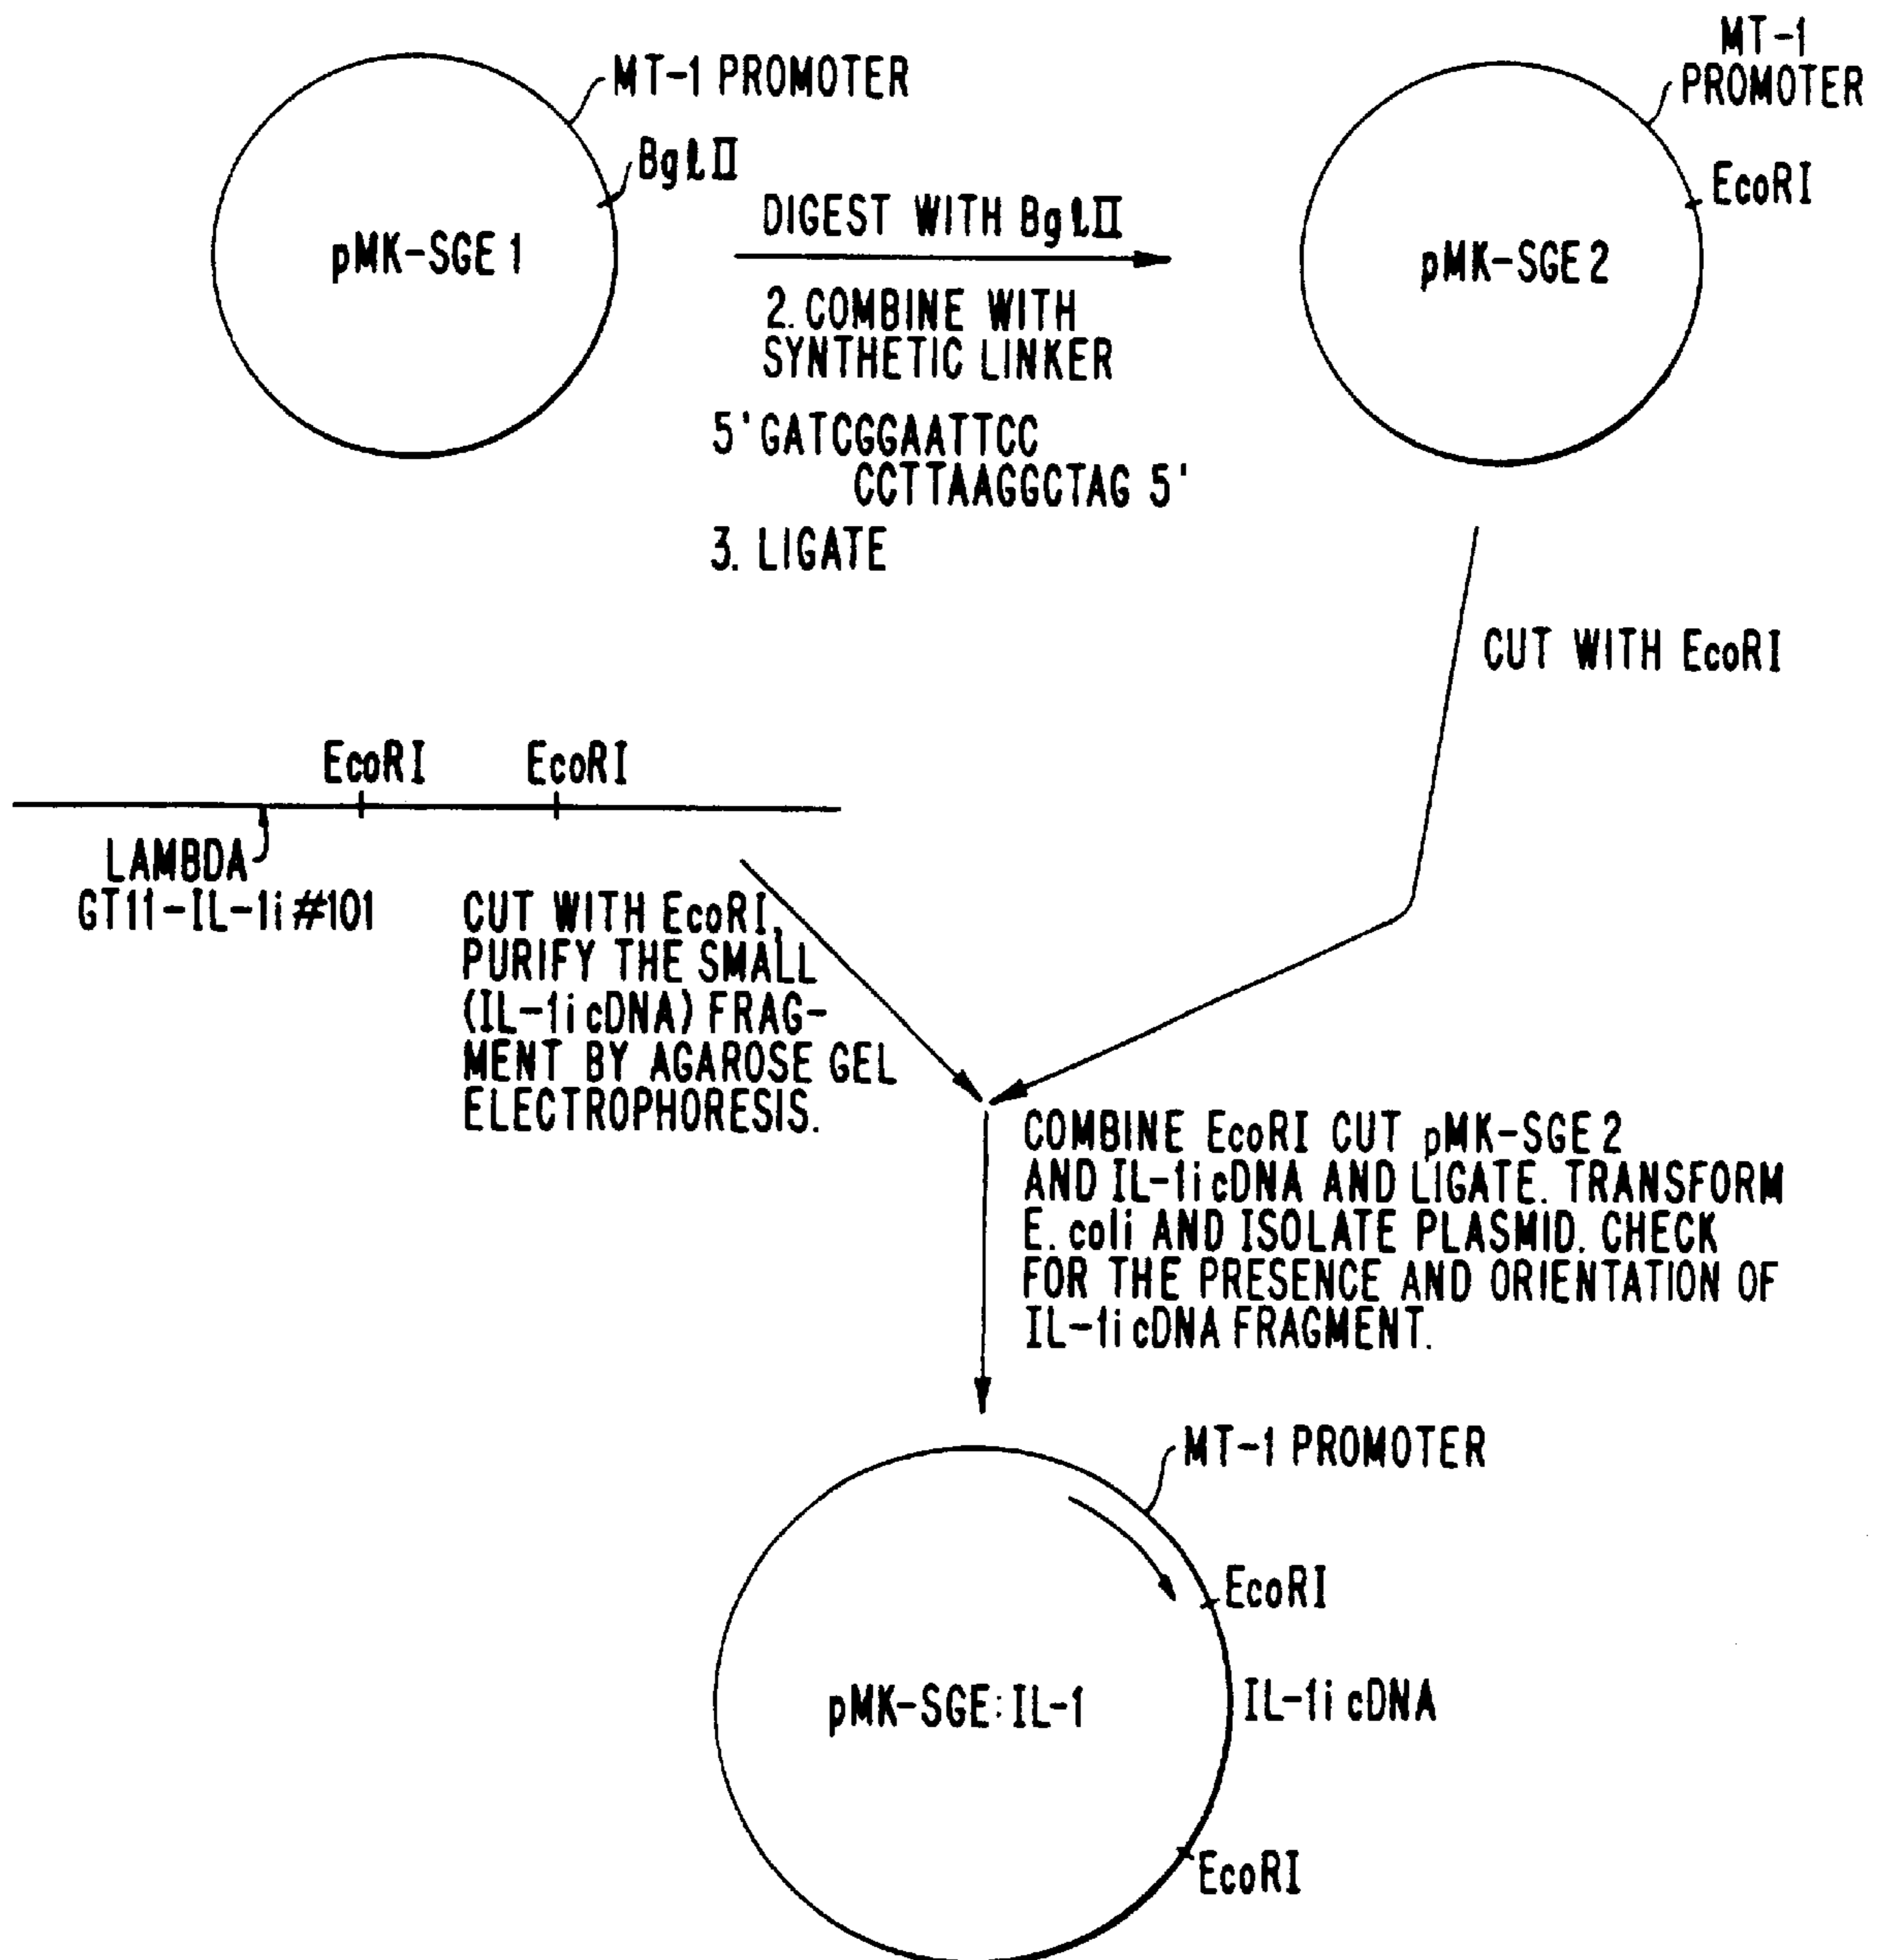 MT-1 PROMOTER
BglII
pMK-SGE 1
DIGEST WITH BglII
2. COMBINE WITH
SYNTHETIC LINKER
5'GATCGGAATTCC
CCTTAAGGCTAG 5'
3. LIGATE
MT-1
PROMOTER
EcoRI
pMK-SGE 2
CUT WITH EcoRI
EcoRI
EcoRI
LAMBDA
GT11-IL-1i#101
CUT WITH EcoRI,
PURIFY THE SMALL
(IL-1i cDNA) FRAG-
MENT BY AGAROSE GEL
ELECTROPHORESIS.
COMBINE EcoRI CUT pMK-SGE 2
AND IL-1i cDNA AND LIGATE. TRANSFORM
E. coli AND ISOLATE PLASMID. CHECK
FOR THE PRESENCE AND ORIENTATION OF
IL-1i cDNA FRAGMENT.
MT-1 PROMOTER
EcoRI
pMK-SGE:IL-1
IL-1i cDNA
EcoRI